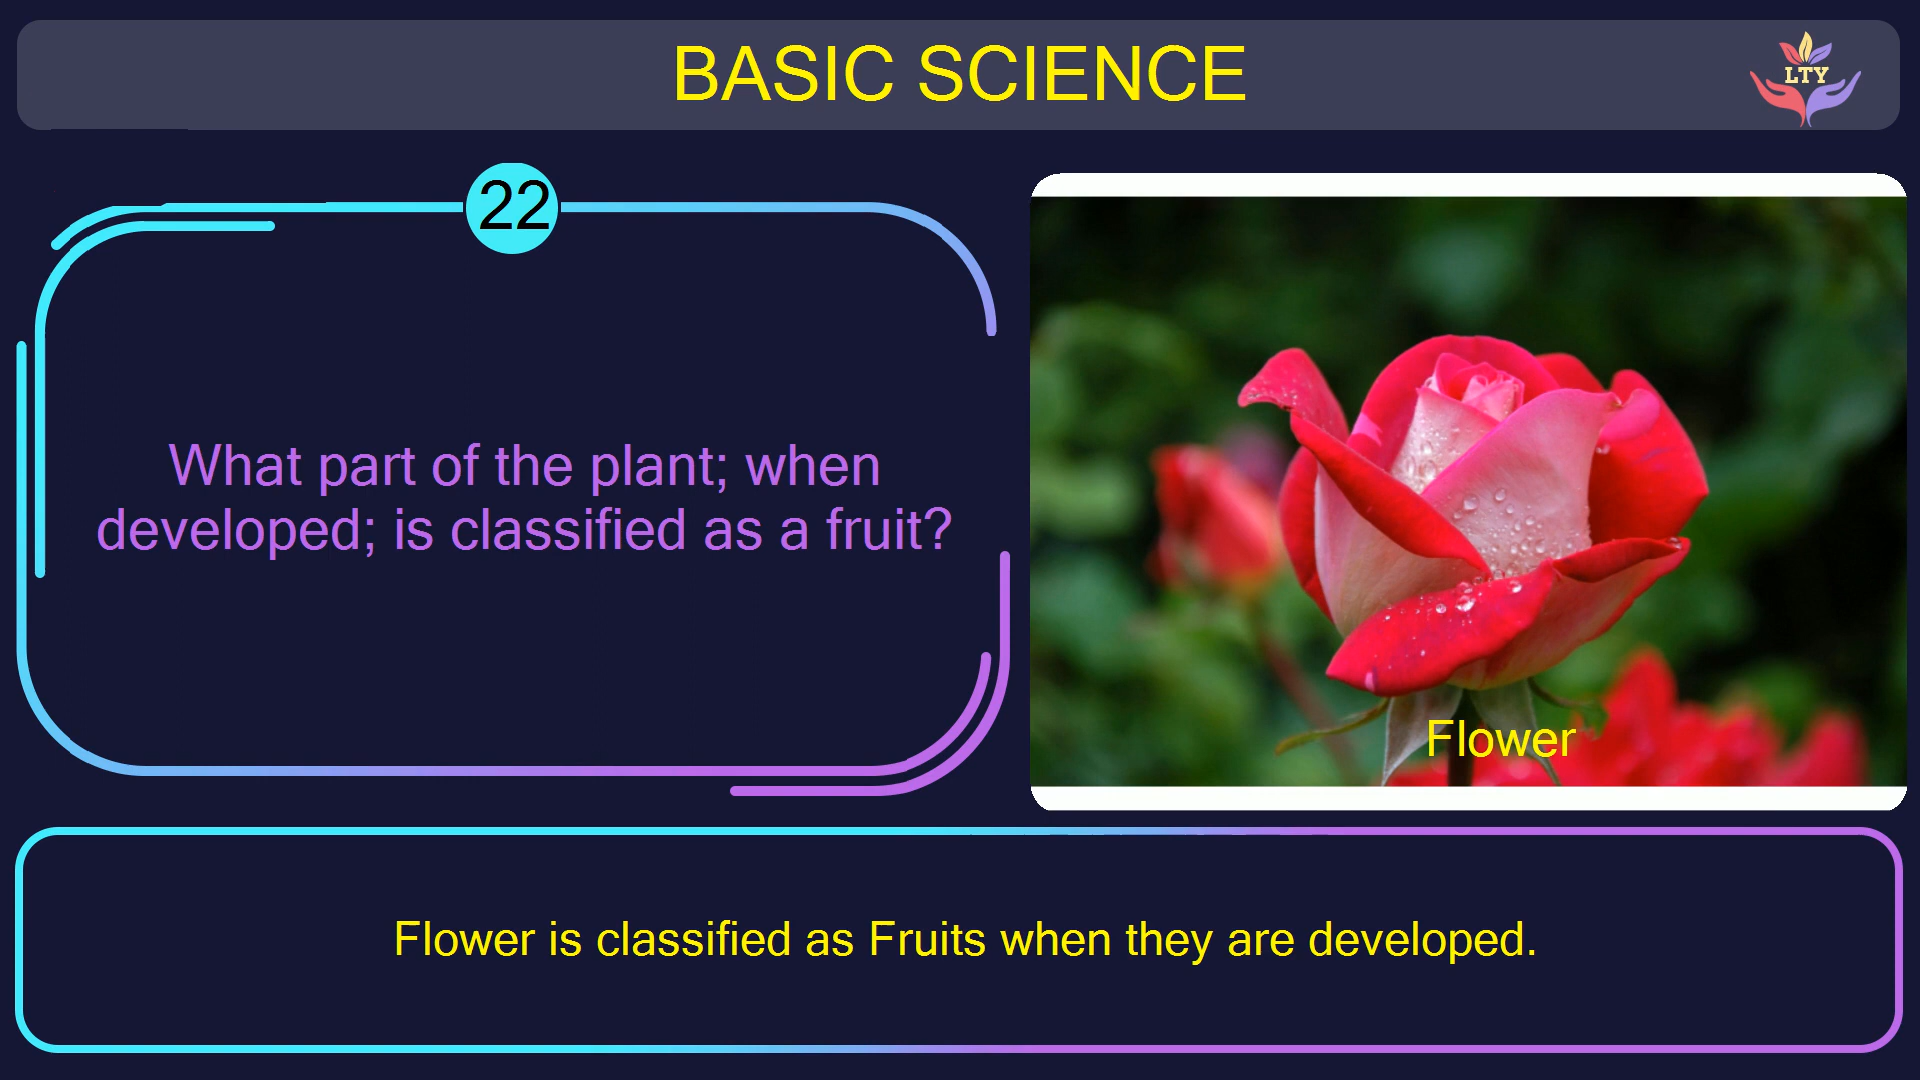 BASIC SCIENCE
LTY
22
What part of the plant; when
developed; is classified as a fruit?
Flower
Flower is classified as Fruits when they are developed.